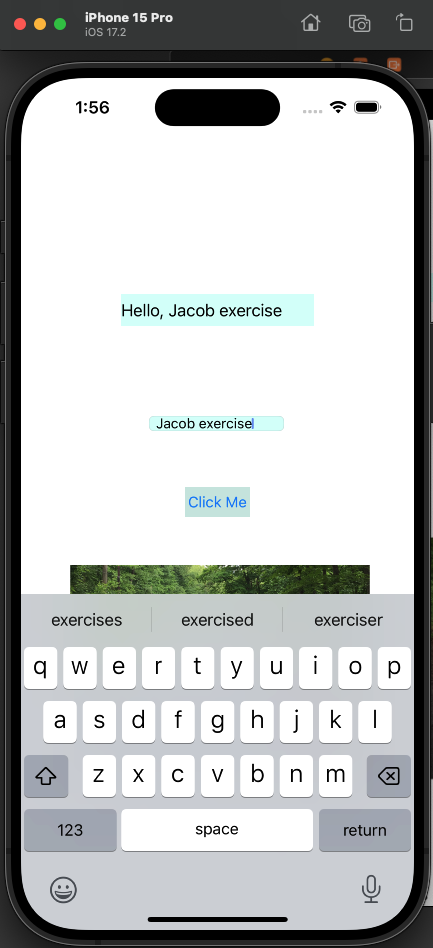 iPhone 15 Pro
iOS 17.2
1:56
Hello, Jacob exercise
Jacob exercise
Click Me
exercises exercised exerciser
q w e r t y u i o p
a s d f g h j k l
z x c v b n m
123 space return